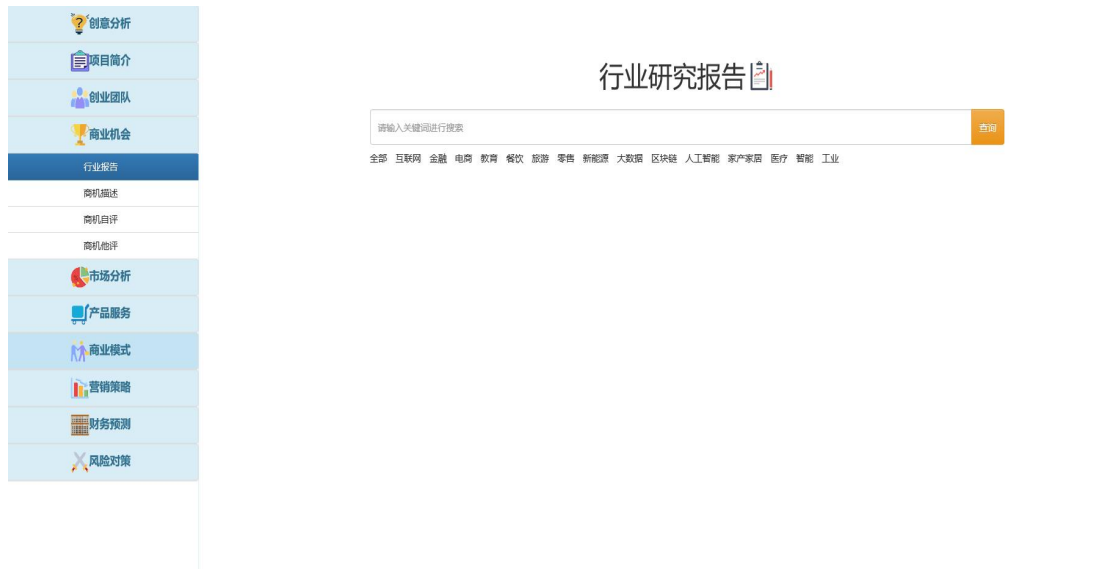 创意分析
项目简介
创业团队
商业机会
行业报告
商机描述
商机自评
商机他评
市场分析
产品服务
商业模式
营销策略
财务预测
风险对策
行业研究报告
请输入关键词进行搜索
查询
全部 互联网 金融 电商 教育 餐饮 旅游 零售 新能源 大数据 区块链 人工智能 家产家居 医疗 智能 工业